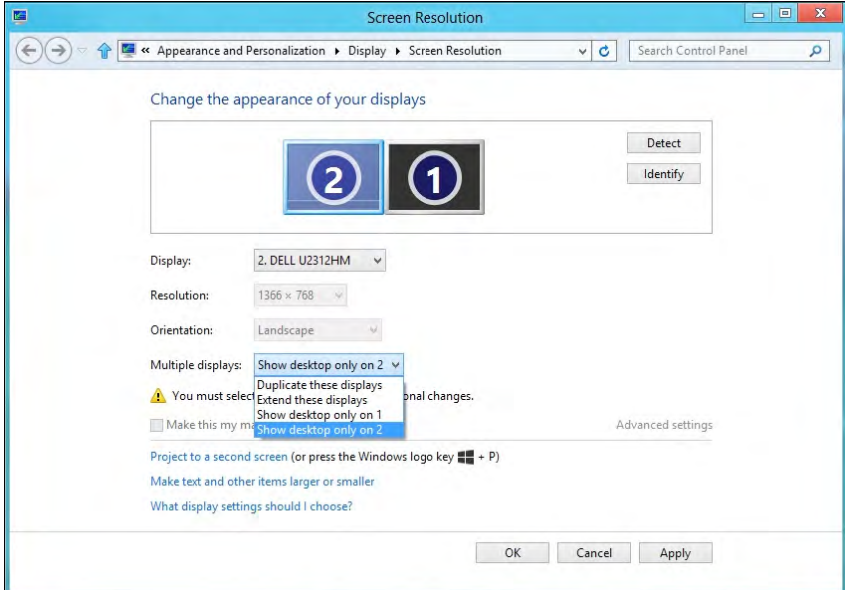 Screen Resolution
« Appearance and Personalization Display Screen Resolution
Search Control Panel
Change the appearance of your displays
2 1
Detect
Identify
Display: 2. DELL U2312HM
Resolution: 1366 × 768
Orientation: Landscape
Multiple displays: Show desktop only on 2
Duplicate these displays
You must select onal changes.
Extend these displays
Show desktop only on 1
Make this my ma Advanced settings
Show desktop only on 2
Project to a second screen (or press the Windows logo key + P)
Make text and other items larger or smaller
What display settings should I choose?
OK Cancel Apply